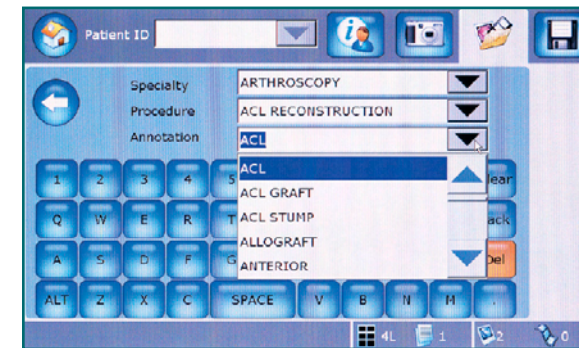 Patient ID
Specialty ARTHROSCOPY
Procedure ACL RECONSTRUCTION
Annotation ACL
ACL
ACL GRAFT
ACL STUMP
ALLOGRAFT
ANTERIOR
1 2 3 4 5 lear
Q W E R T ack
A S D F G Del
ALT Z X C SPACE V B N M .
4L 1 2 0